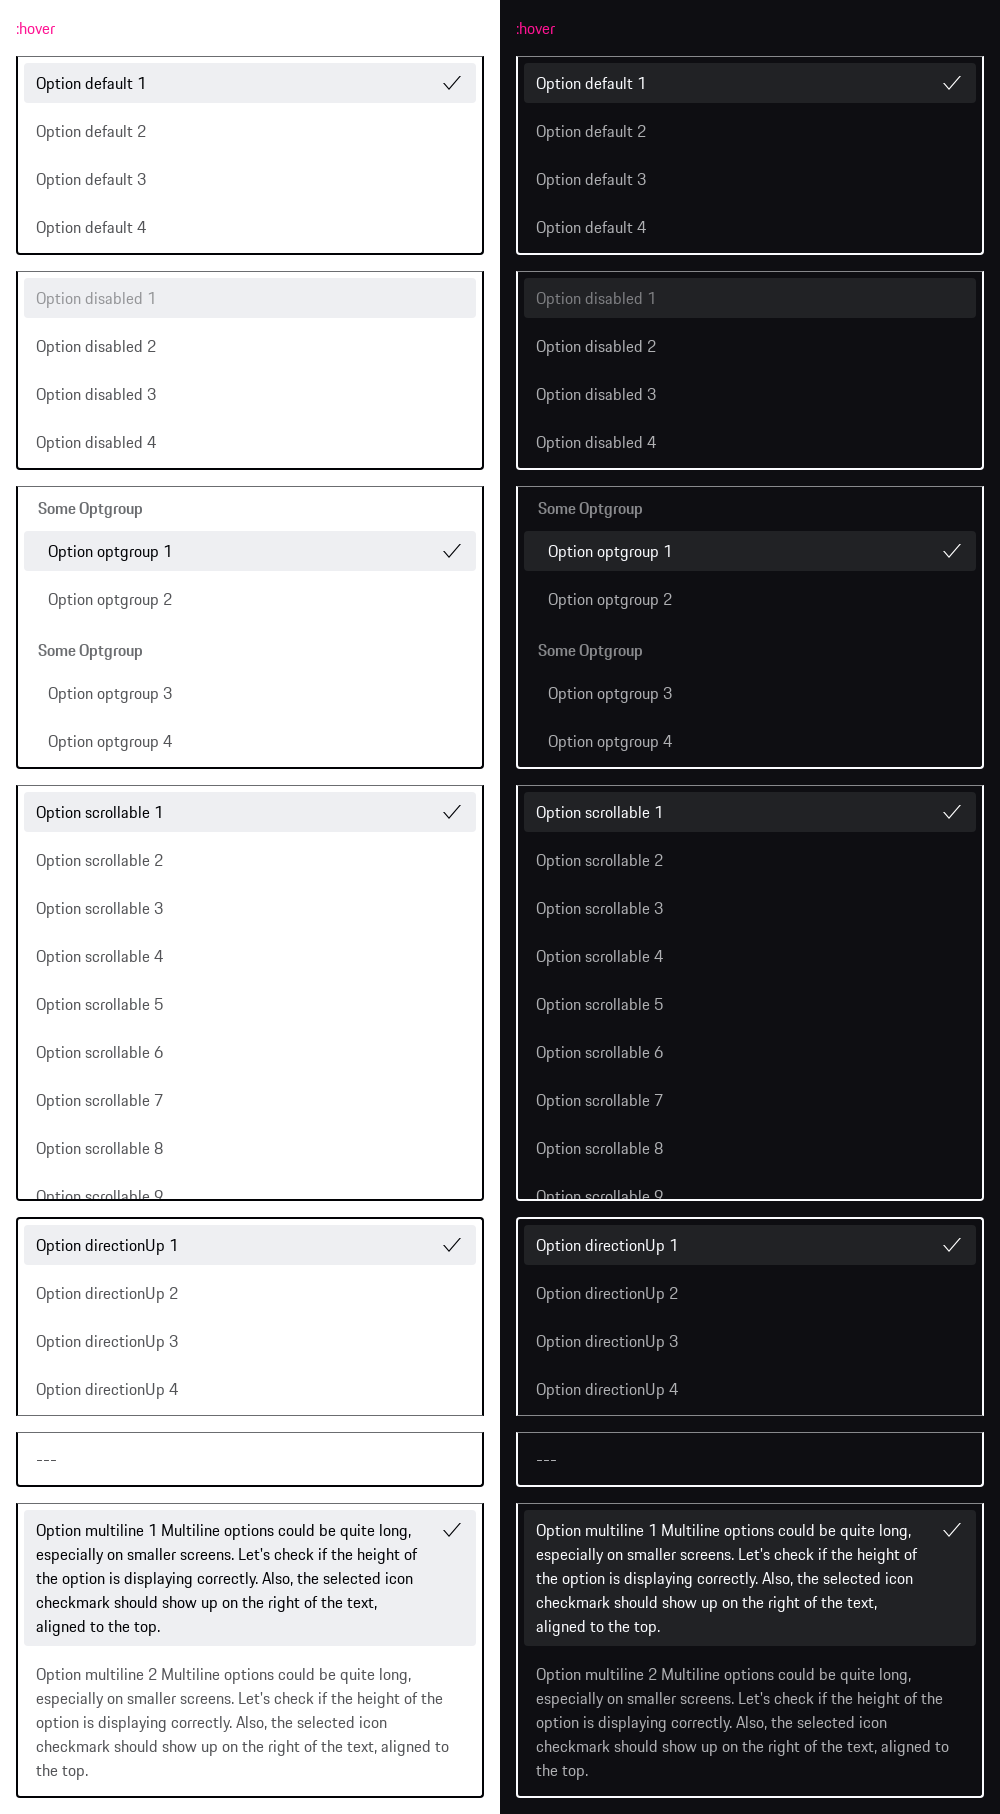 :hover
Option default 1
Option default 2
Option default 3
Option default 4
Option disabled 1
Option disabled 2
Option disabled 3
Option disabled 4
Some Optgroup
Option optgroup 1
Option optgroup 2
Some Optgroup
Option optgroup 3
Option optgroup 4
Option scrollable 1
Option scrollable 2
Option scrollable 3
Option scrollable 4
Option scrollable 5
Option scrollable 6
Option scrollable 7
Option scrollable 8
Option scrollable 9
Option directionUp 1
Option directionUp 2
Option directionUp 3
Option directionUp 4
---
Option multiline 1 Multiline options could be quite long,
especially on smaller screens. Let's check if the height of
the option is displaying correctly. Also, the selected icon
checkmark should show up on the right of the text,
aligned to the top.
Option multiline 2 Multiline options could be quite long,
especially on smaller screens. Let's check if the height of the
option is displaying correctly. Also, the selected icon
checkmark should show up on the right of the text, aligned to
the top.
:hover
Option default 1
Option default 2
Option default 3
Option default 4
Option disabled 1
Option disabled 2
Option disabled 3
Option disabled 4
Some Optgroup
Option optgroup 1
Option optgroup 2
Some Optgroup
Option optgroup 3
Option optgroup 4
Option scrollable 1
Option scrollable 2
Option scrollable 3
Option scrollable 4
Option scrollable 5
Option scrollable 6
Option scrollable 7
Option scrollable 8
Option scrollable 9
Option directionUp 1
Option directionUp 2
Option directionUp 3
Option directionUp 4
---
Option multiline 1 Multiline options could be quite long,
especially on smaller screens. Let's check if the height of
the option is displaying correctly. Also, the selected icon
checkmark should show up on the right of the text,
aligned to the top.
Option multiline 2 Multiline options could be quite long,
especially on smaller screens. Let's check if the height of the
option is displaying correctly. Also, the selected icon
checkmark should show up on the right of the text, aligned to
the top.